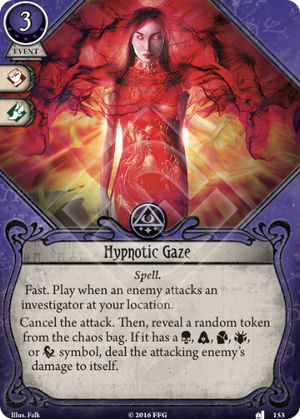 3
EVENT
Hypnotic Gaze
Spell.
Fast. Play when an enemy attacks an
investigator at your location.
Cancel the attack. Then, reveal a random token
from the chaos bag. If it has a , , , ,
or symbol, deal the attacking enemy's
damage to itself.
Illus. Falk
© 2016 FFG
153